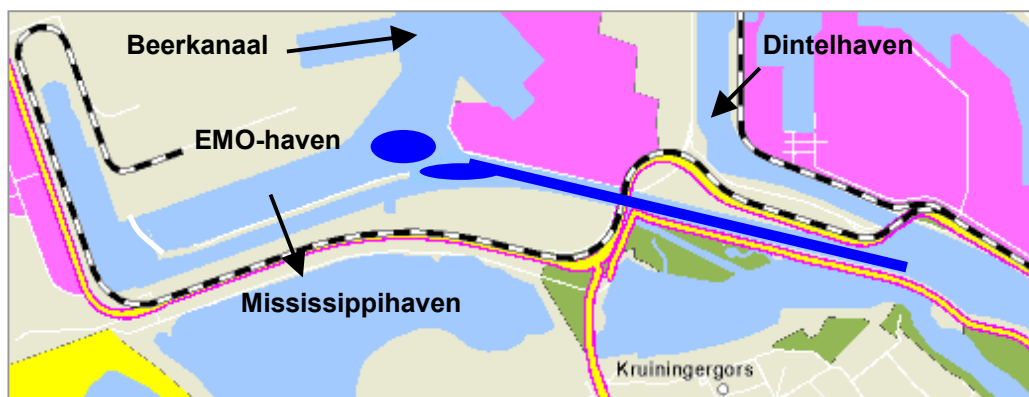 Beerkanaal
Dintelhaven
EMO-haven
Mississippihaven
Kruiningergors